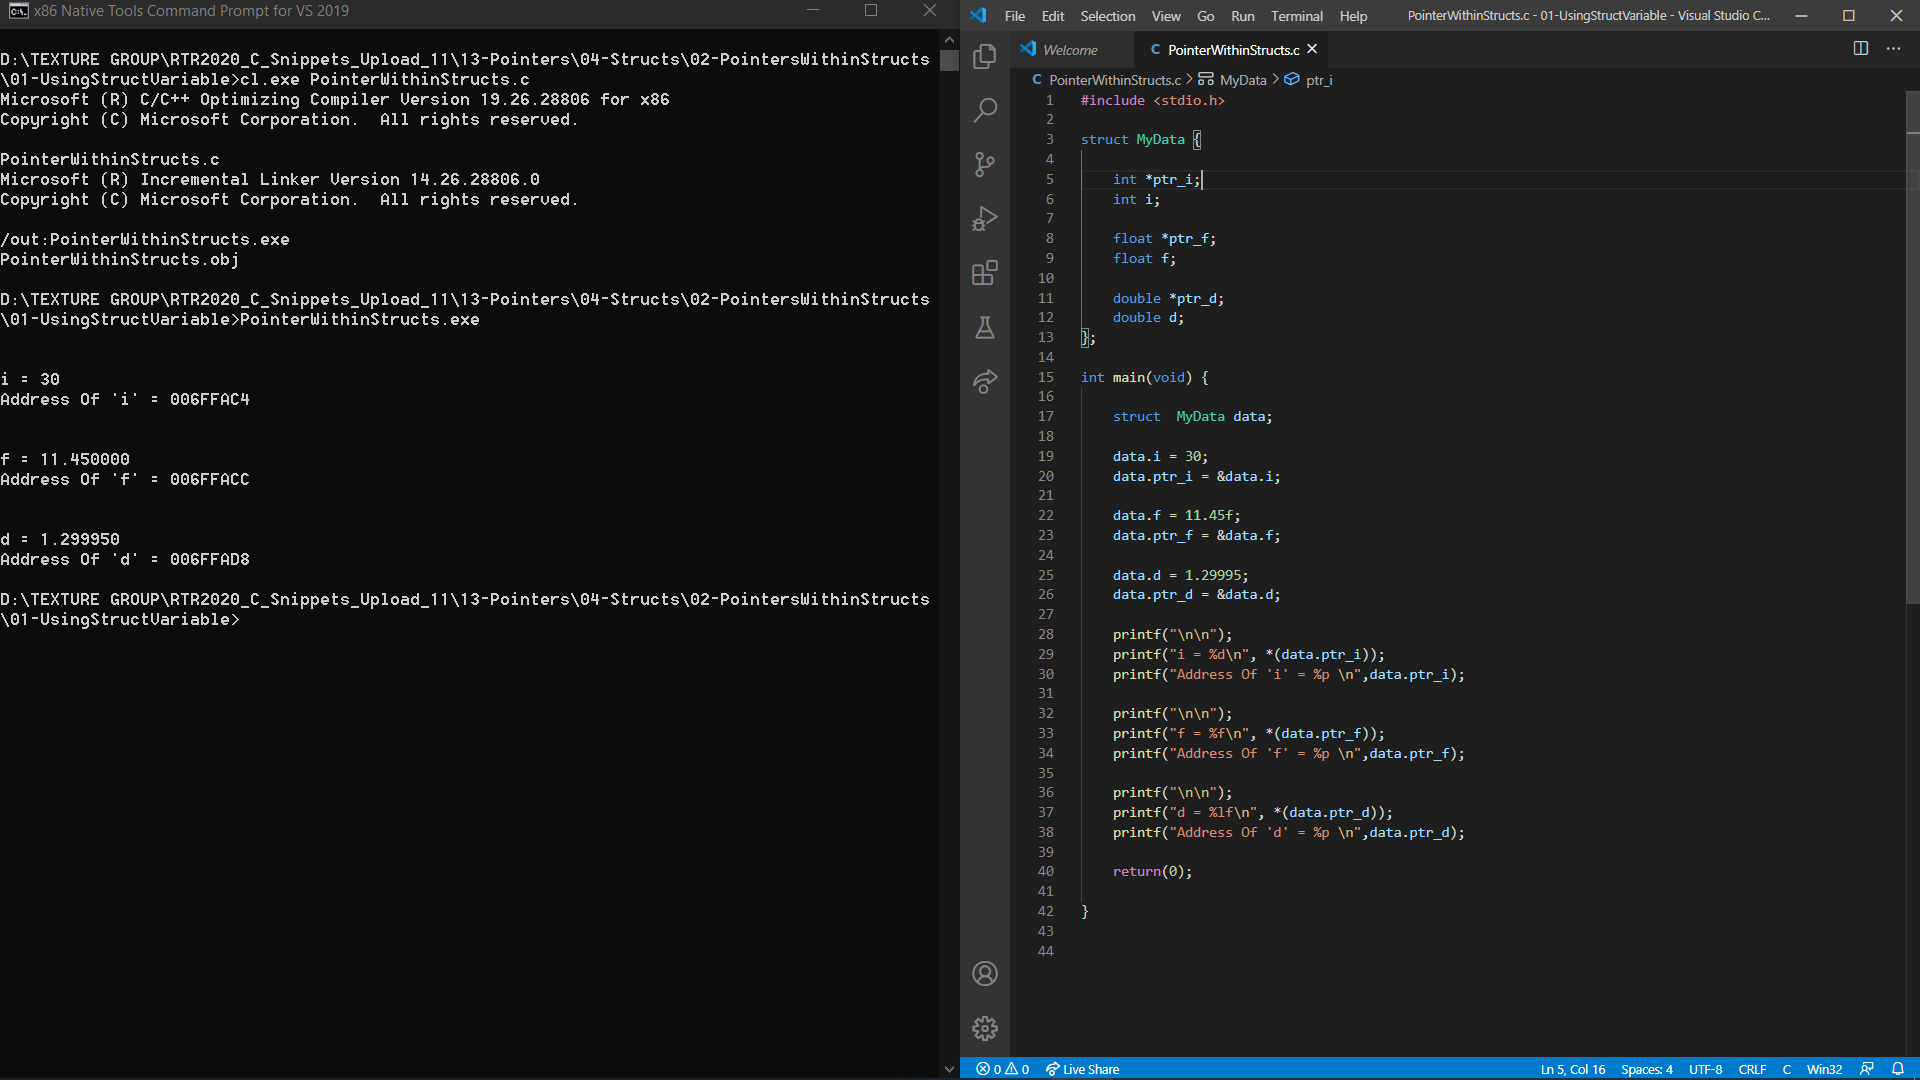 x86 Native Tools Command Prompt for VS 2019
D:\TEXTURE GROUP\RTR2020_C_Snippets_Upload_11\13-Pointers\04-Structs\02-PointersWithinStructs
\01-UsingStructVariable>cl.exe PointerWithinStructs.c
Microsoft (R) C/C++ Optimizing Compiler Version 19.26.28806 for x86
Copyright (C) Microsoft Corporation.  All rights reserved.
PointerWithinStructs.c
Microsoft (R) Incremental Linker Version 14.26.28806.0
Copyright (C) Microsoft Corporation.  All rights reserved.
/out:PointerWithinStructs.exe
PointerWithinStructs.obj
D:\TEXTURE GROUP\RTR2020_C_Snippets_Upload_11\13-Pointers\04-Structs\02-PointersWithinStructs
\01-UsingStructVariable>PointerWithinStructs.exe
i = 30
Address Of 'i' = 006FFAC4
f = 11.450000
Address Of 'f' = 006FFACC
d = 1.299950
Address Of 'd' = 006FFAD8
D:\TEXTURE GROUP\RTR2020_C_Snippets_Upload_11\13-Pointers\04-Structs\02-PointersWithinStructs
\01-UsingStructVariable>
File Edit Selection View Go Run Terminal Help PointerWithinStructs.c - 01-UsingStructVariable - Visual Studio C...
Welcome C PointerWithinStructs.c
C PointerWithinStructs.c > MyData > ptr_i
1 #include <stdio.h>
2
3 struct MyData {
4
5     int *ptr_i;
6     int i;
7
8     float *ptr_f;
9     float f;
10
11     double *ptr_d;
12     double d;
13 };
14
15 int main(void) {
16
17     struct  MyData data;
18
19     data.i = 30;
20     data.ptr_i = &data.i;
21
22     data.f = 11.45f;
23     data.ptr_f = &data.f;
24
25     data.d = 1.29995;
26     data.ptr_d = &data.d;
27
28     printf("\n\n");
29     printf("i = %d\n", *(data.ptr_i));
30     printf("Address Of 'i' = %p \n",data.ptr_i);
31
32     printf("\n\n");
33     printf("f = %f\n", *(data.ptr_f));
34     printf("Address Of 'f' = %p \n",data.ptr_f);
35
36     printf("\n\n");
37     printf("d = %lf\n", *(data.ptr_d));
38     printf("Address Of 'd' = %p \n",data.ptr_d);
39
40     return(0);
41
42 }
43
44
0 0 Live Share Ln 5, Col 16 Spaces: 4 UTF-8 CRLF C Win32